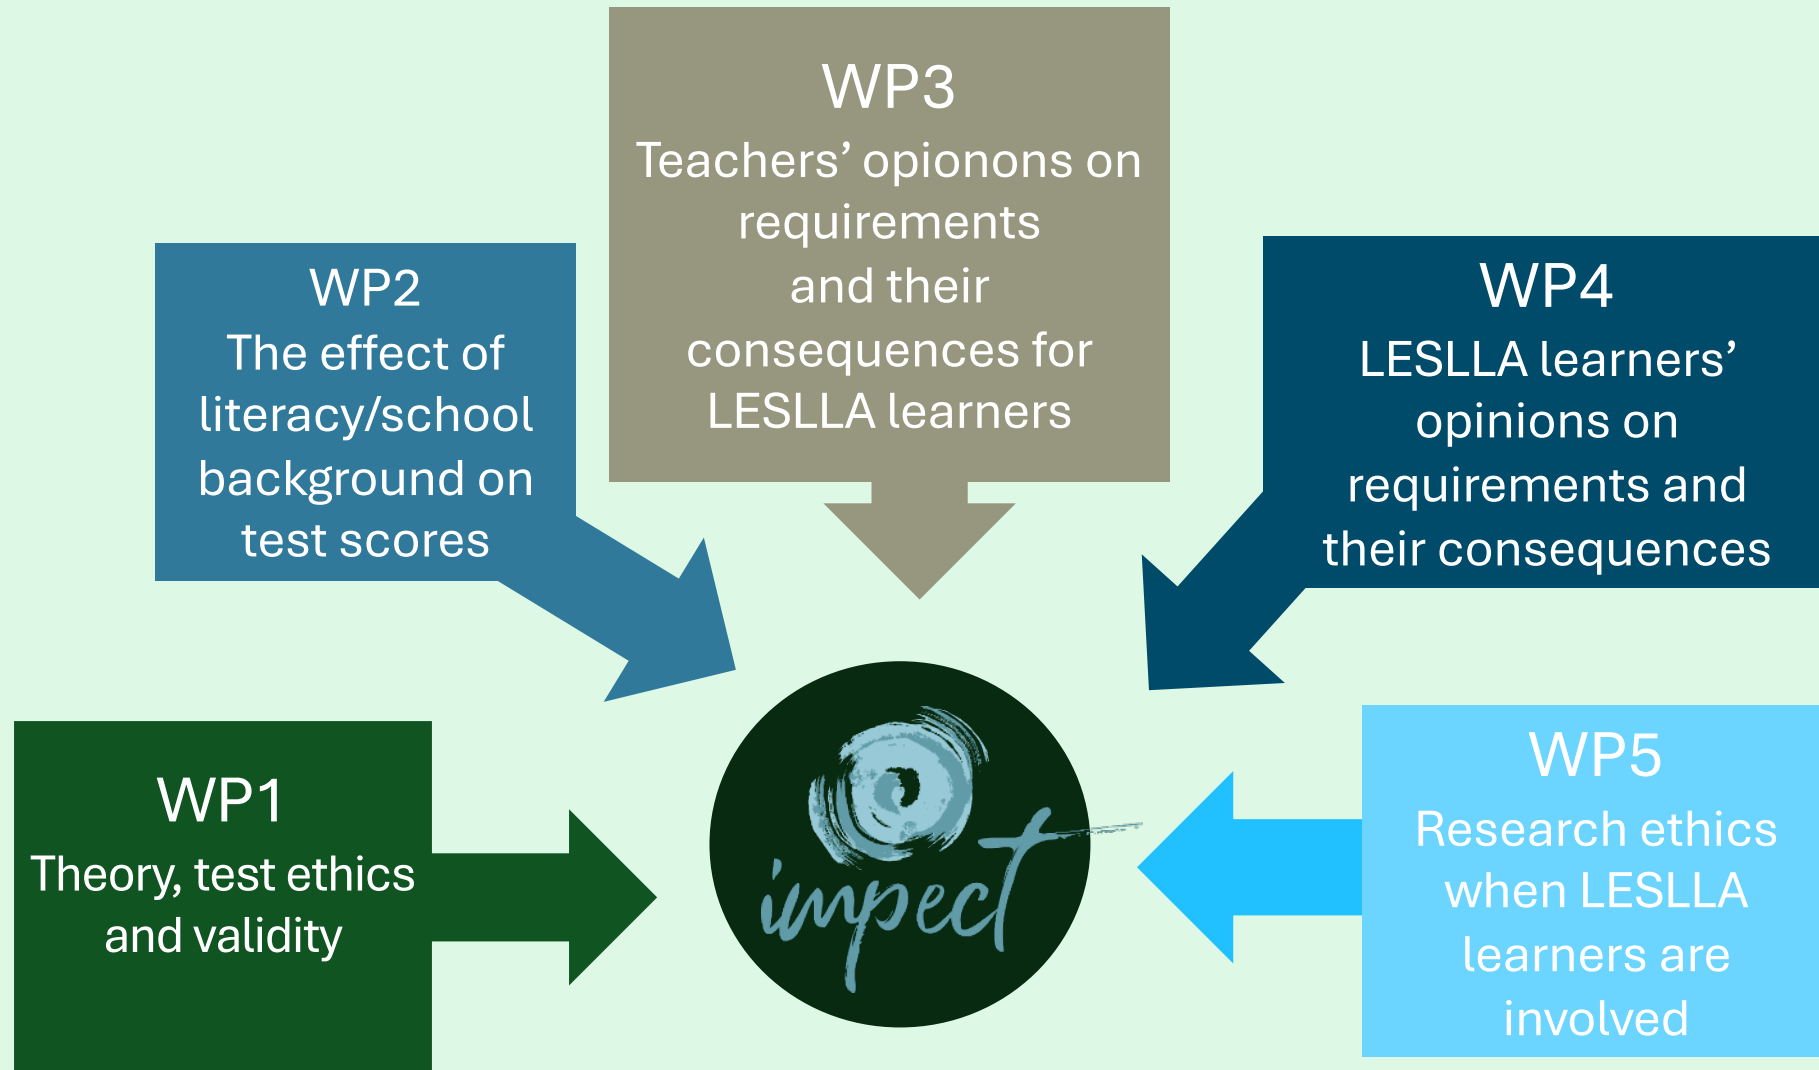 WP1
Theory, test ethics
and validity
WP2
The effect of
literacy/school
background on
test scores
WP3
Teachers’ opionons on
requirements
and their
consequences for
LESLLA learners
WP4
LESLLA learners’
opinions on
requirements and
their consequences
WP5
Research ethics
when LESLLA
learners are
involved
impect